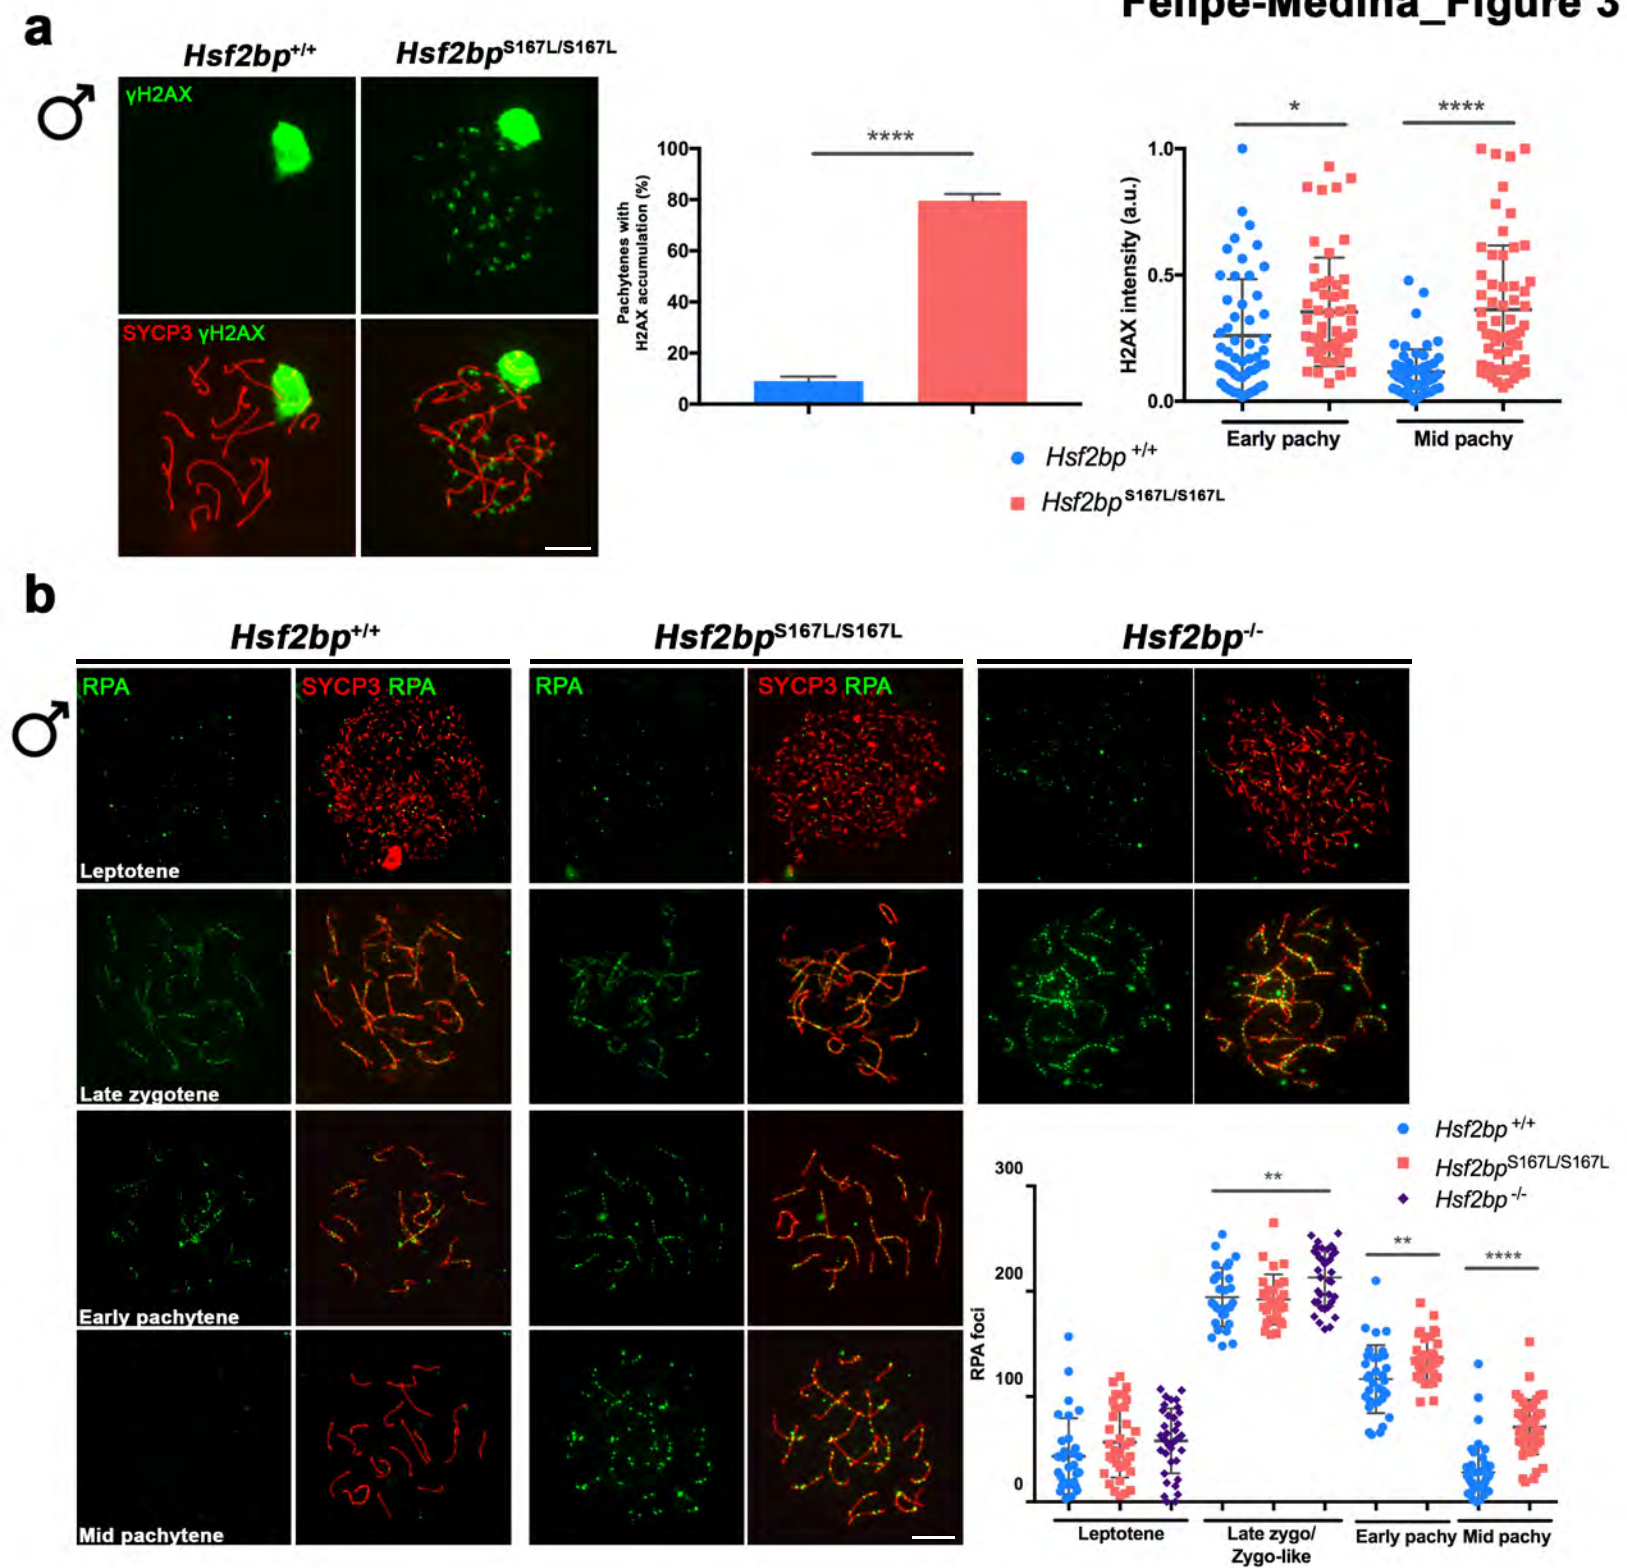 Felipe-Medina_Figure 3
a
Hsf2bp+/+
Hsf2bpS167L/S167L
♂
γH2AX
SYCP3 γH2AX
Pachytenes with
H2AX accumulation (%)
100
80
60
40
20
0
****
H2AX intensity (a.u.)
1.0
0.5
0.0
*
****
Early pachy
Mid pachy
Hsf2bp +/+
Hsf2bp S167L/S167L
b
Hsf2bp+/+
Hsf2bpS167L/S167L
Hsf2bp-/-
♂
RPA
SYCP3 RPA
RPA
SYCP3 RPA
Leptotene
Late zygotene
Early pachytene
Mid pachytene
Hsf2bp +/+
Hsf2bpS167L/S167L
Hsf2bp -/-
RPA foci
300
200
100
0
**
**
****
Leptotene
Late zygo/
Zygo-like
Early pachy
Mid pachy